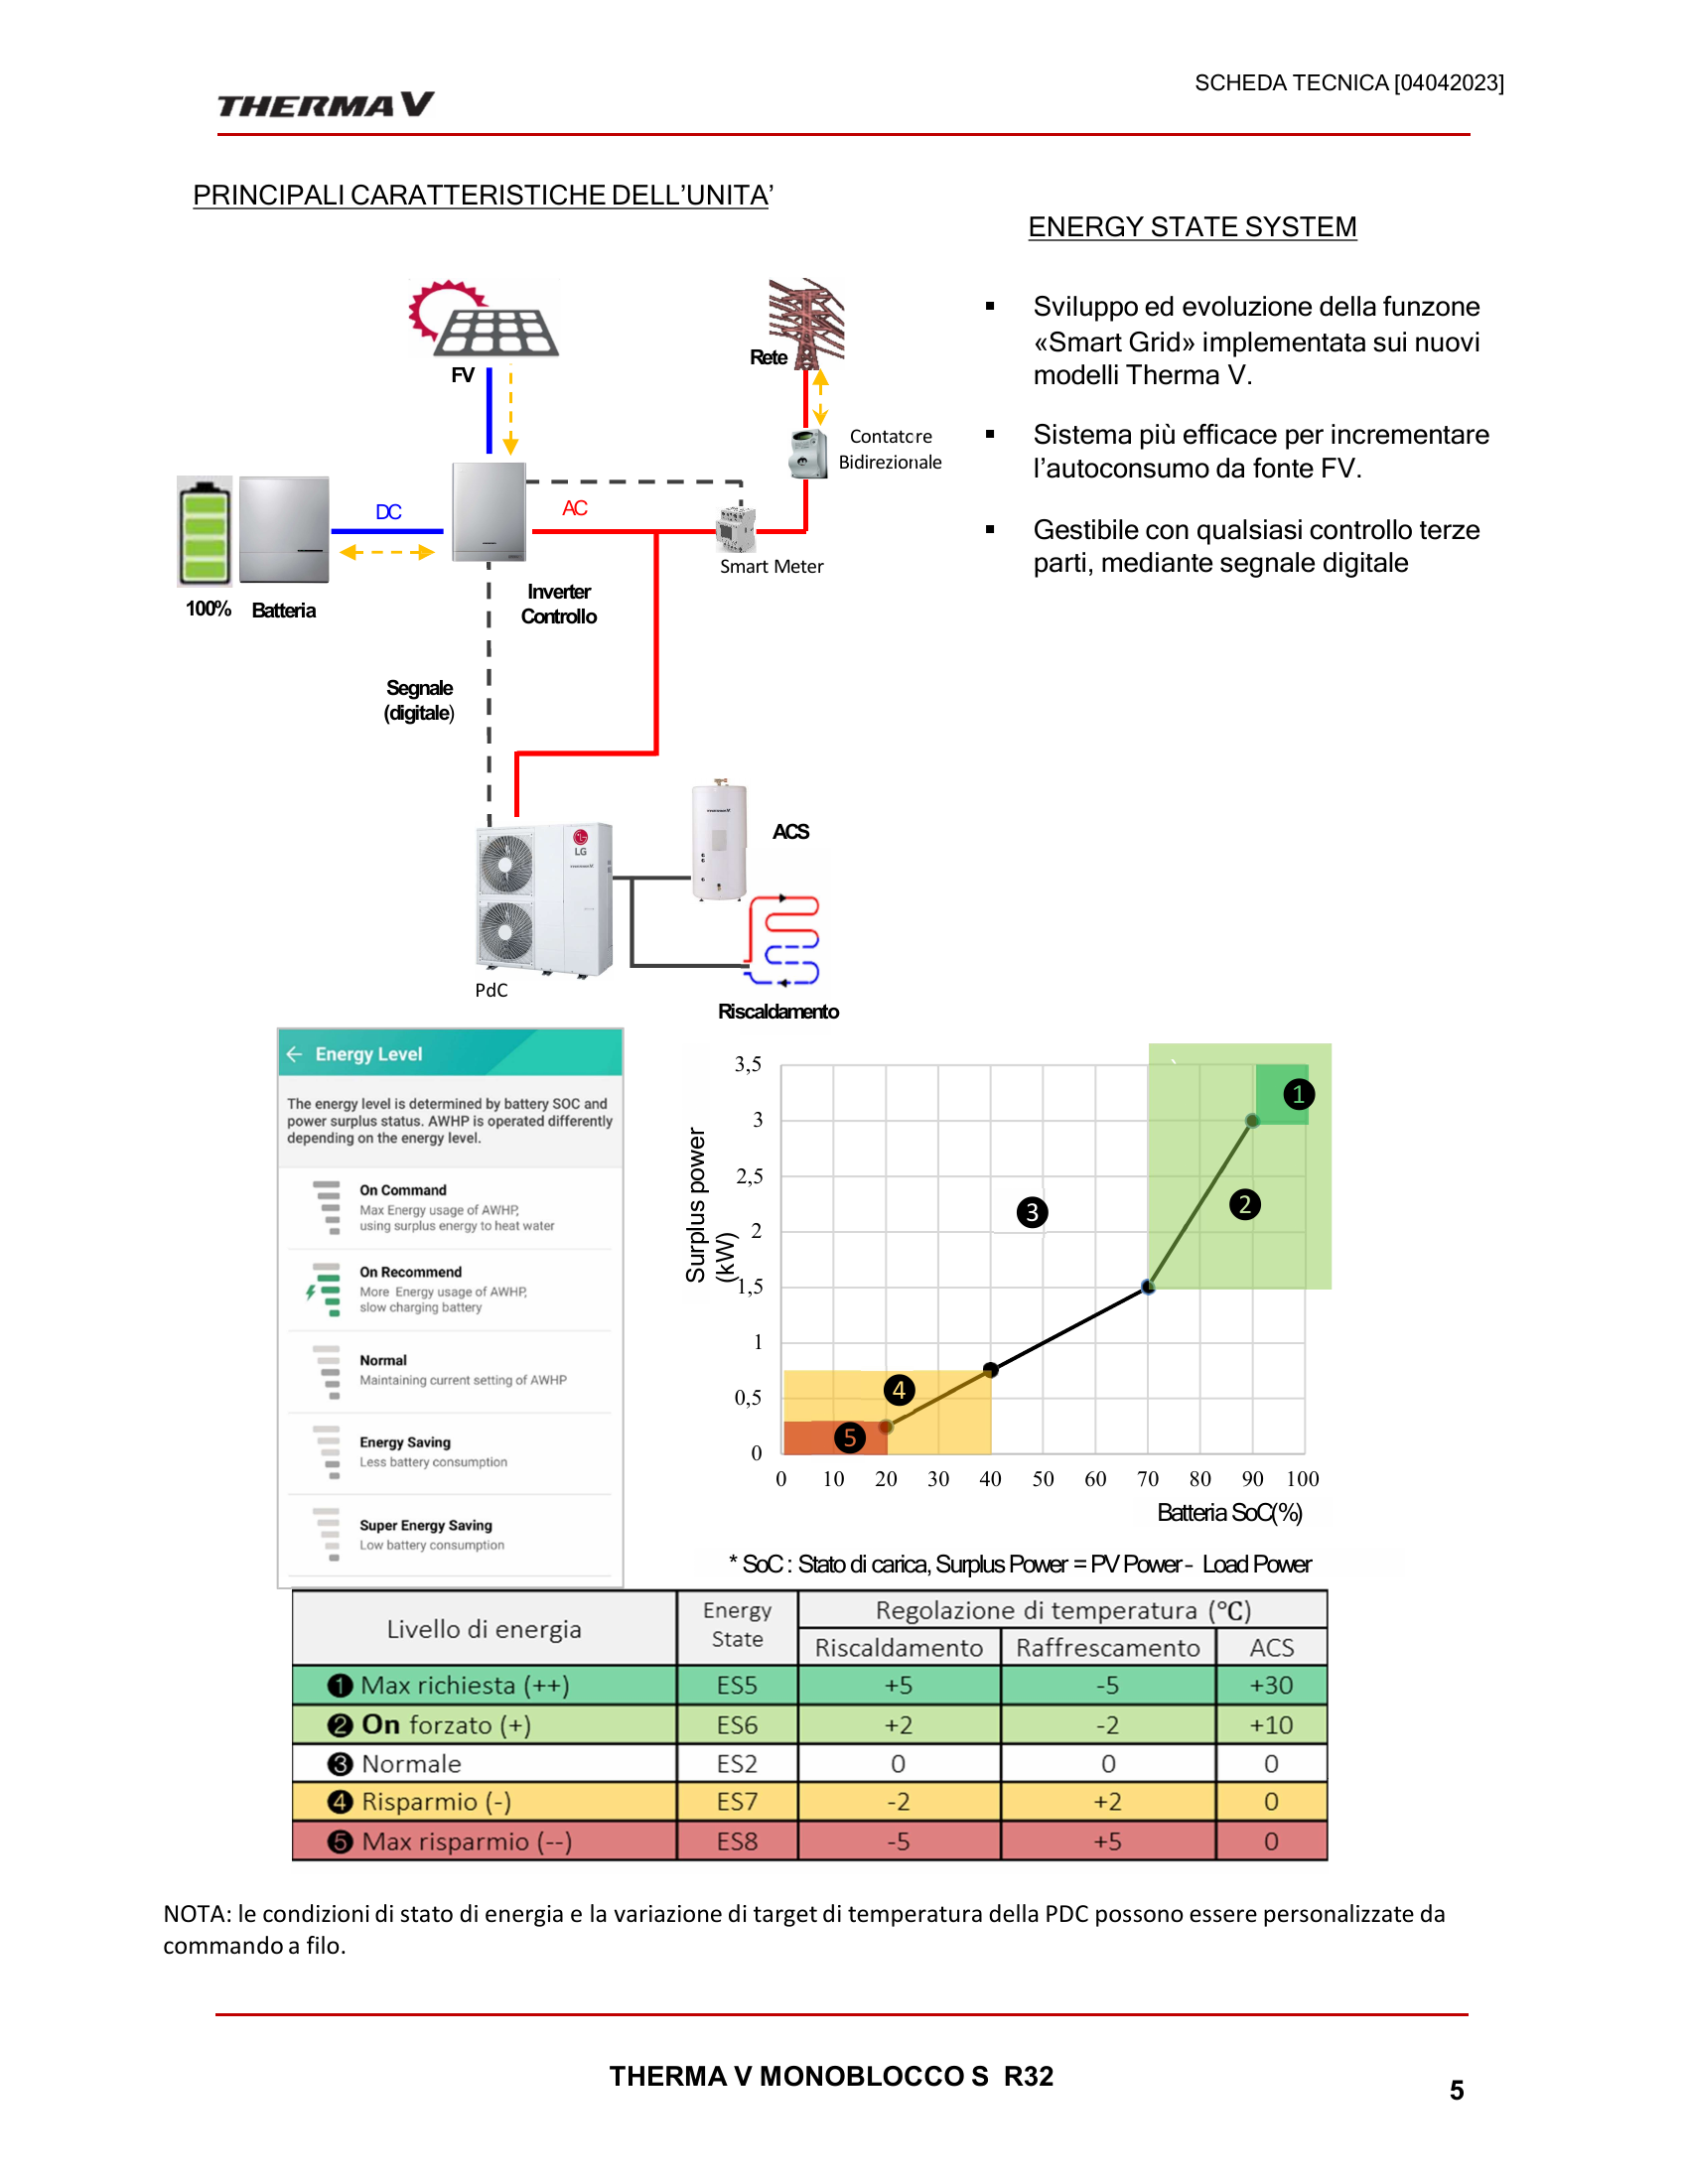 SCHEDA TECNICA [04042023]
THERMA V
PRINCIPALI CARATTERISTICHE DELL’UNITA’
ENERGY STATE SYSTEM
▪ Sviluppo ed evoluzione della funzone
«Smart Grid» implementata sui nuovi
modelli Therma V.
▪ Sistema più efficace per incrementare
l’autoconsumo da fonte FV.
▪ Gestibile con qualsiasi controllo terze
parti, mediante segnale digitale
FV
Rete
Contatore
Bidirezionale
DC
AC
Smart Meter
100%
Batteria
Inverter
Controllo
Segnale
(digitale)
LG
THERMA V
THERMA V
ACS
PdC
Riscaldamento
← Energy Level
The energy level is determined by battery SOC and
power surplus status. AWHP is operated differently
depending on the energy level.
On Command
Max Energy usage of AWHP,
using surplus energy to heat water
On Recommend
More Energy usage of AWHP,
slow charging battery
Normal
Maintaining current setting of AWHP
Energy Saving
Less battery consumption
Super Energy Saving
Low battery consumption
Surplus power
(kW)
3,5
3
2,5
2
1,5
1
0,5
0
1
2
3
4
5
0 10 20 30 40 50 60 70 80 90 100
Batteria SoC(%)
* SoC : Stato di carica, Surplus Power = PV Power - Load Power
Livello di energia Energy State Regolazione di temperatura (°C)
Riscaldamento Raffrescamento ACS
❶ Max richiesta (++) ES5 +5 -5 +30
❷ On forzato (+) ES6 +2 -2 +10
❸ Normale ES2 0 0 0
❹ Risparmio (-) ES7 -2 +2 0
❺ Max risparmio (--) ES8 -5 +5 0
NOTA: le condizioni di stato di energia e la variazione di target di temperatura della PDC possono essere personalizzate da
commando a filo.
THERMA V MONOBLOCCO S R32
5